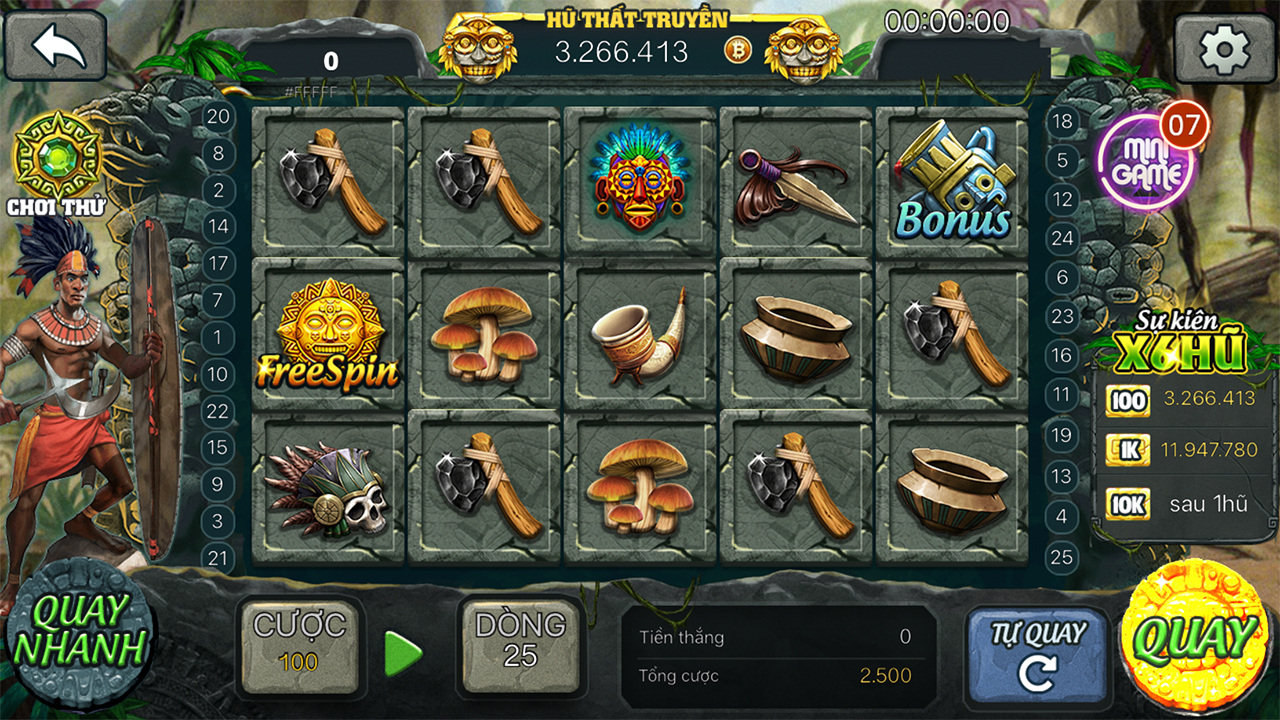 HŨ THẤT TRUYỀN
00:00:00
0
3.266.413
#FFFFF
CHƠI THỬ
20
8
2
14
17
7
1
10
22
15
9
3
21
Bonus
FreeSpin
18
5
12
24
6
23
16
11
19
13
4
25
07
MINI
GAME
Sự kiện
X6HŨ
100 3.266.413
1K 11.947.780
10K sau 1hũ
QUAY
NHANH
CƯỢC
100
DÒNG
25
Tiền thắng 0
Tổng cược 2.500
TỰ QUAY
QUAY